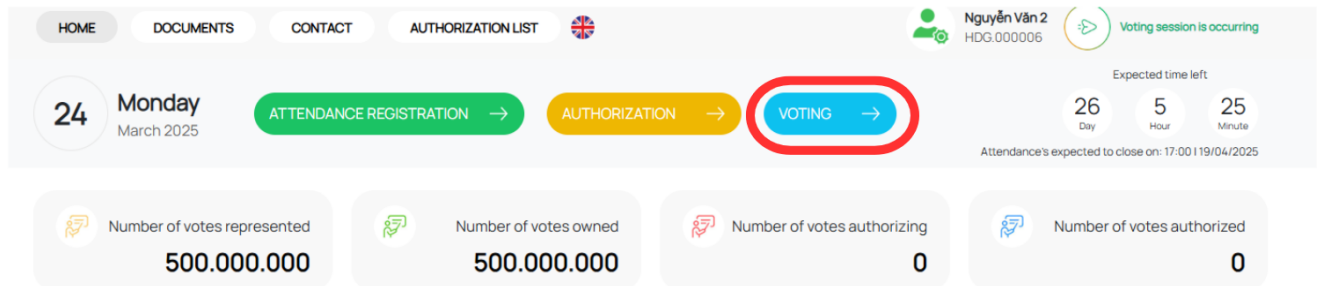 HOME DOCUMENTS CONTACT AUTHORIZATION LIST
Nguyễn Văn 2
HDG.000006
Voting session is occurring
24
Monday
March 2025
ATTENDANCE REGISTRATION →
AUTHORIZATION →
VOTING →
Expected time left
26 5 25
Day Hour Minute
Attendance's expected to close on: 17:00 | 19/04/2025
Number of votes represented
500.000.000
Number of votes owned
500.000.000
Number of votes authorizing
0
Number of votes authorized
0